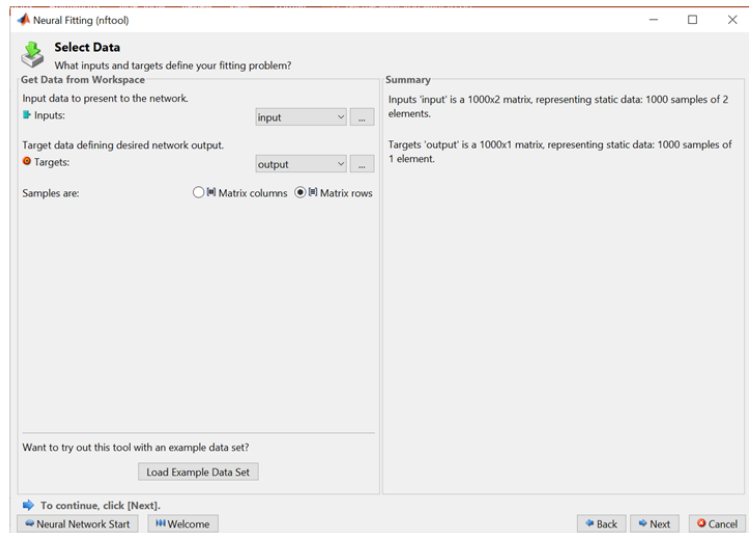 Neural Fitting (nftool)
Select Data
What inputs and targets define your fitting problem?
Get Data from Workspace
Input data to present to the network.
Inputs:
input
...
Target data defining desired network output.
Targets:
output
...
Samples are:
Matrix columns
Matrix rows
Summary
Inputs 'input' is a 1000x2 matrix, representing static data: 1000 samples of 2
elements.
Targets 'output' is a 1000x1 matrix, representing static data: 1000 samples of
1 element.
Want to try out this tool with an example data set?
Load Example Data Set
To continue, click [Next].
Neural Network Start
Welcome
Back
Next
Cancel